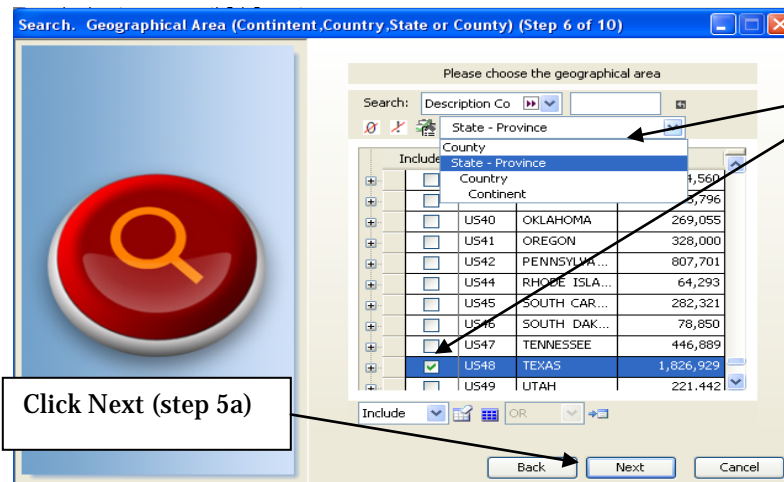 Search. Geographical Area (Contintent,Country,State or County) (Step 6 of 10)
Please choose the geographical area
Search: Description Co
State - Province
County
State - Province
Country
Continent
Include
4,560
5,796
US40 OKLAHOMA 269,055
US41 OREGON 328,000
US42 PENNSYLVA... 807,701
US44 RHODE ISLA... 64,293
US45 SOUTH CAR... 282,321
US46 SOUTH DAK... 78,850
US47 TENNESSEE 446,889
US48 TEXAS 1,826,929
US49 UTAH 221.442
Click Next (step 5a)
Include OR
Back Next Cancel